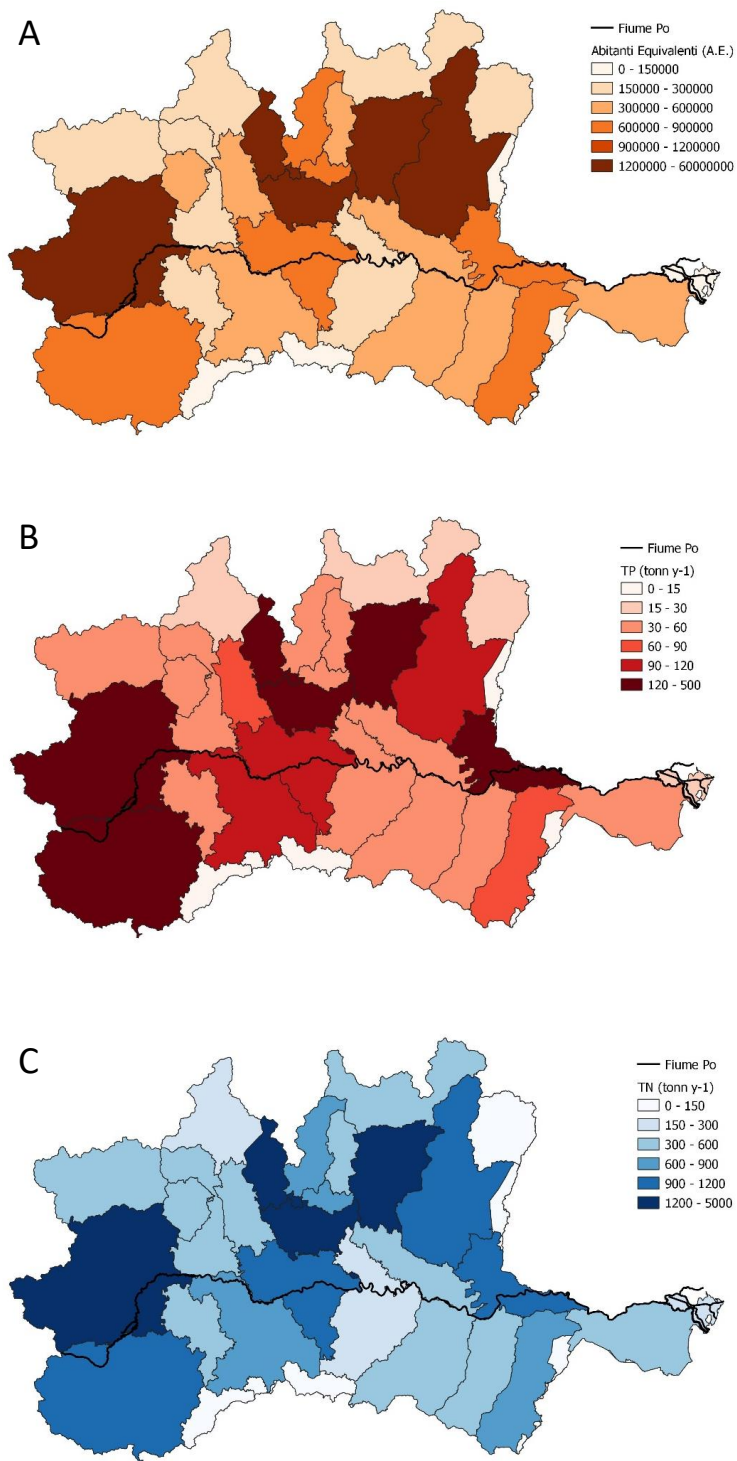 A
Fiume Po
Abitanti Equivalenti (A.E.)
0 - 150000
150000 - 300000
300000 - 600000
600000 - 900000
900000 - 1200000
1200000 - 60000000
B
Fiume Po
TP (tonn y-1)
0 - 15
15 - 30
30 - 60
60 - 90
90 - 120
120 - 500
C
Fiume Po
TN (tonn y-1)
0 - 150
150 - 300
300 - 600
600 - 900
900 - 1200
1200 - 5000